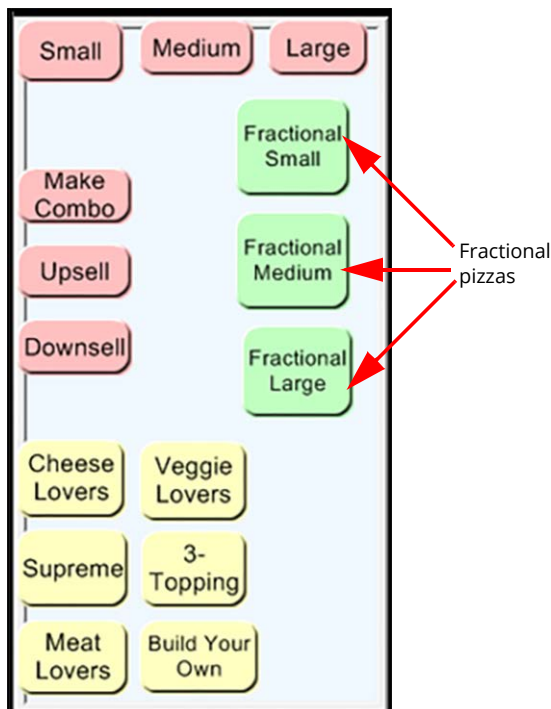 Small
Medium
Large
Fractional
Small
Make
Combo
Fractional
Medium
Upsell
Fractional
pizzas
Downsell
Fractional
Large
Cheese
Lovers
Veggie
Lovers
Supreme
3-
Topping
Meat
Lovers
Build Your
Own